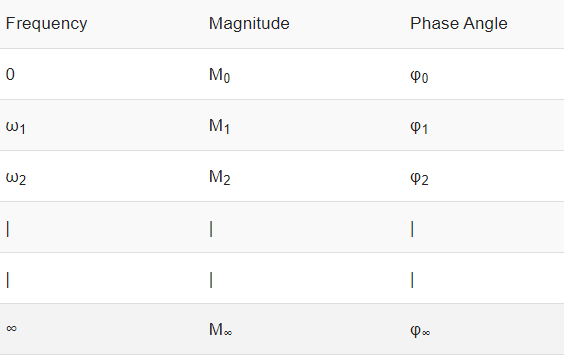 Frequency Magnitude Phase Angle
0 M₀ φ₀
ω₁ M₁ φ₁
ω₂ M₂ φ₂
| | |
| | |
∞ M∞ φ∞